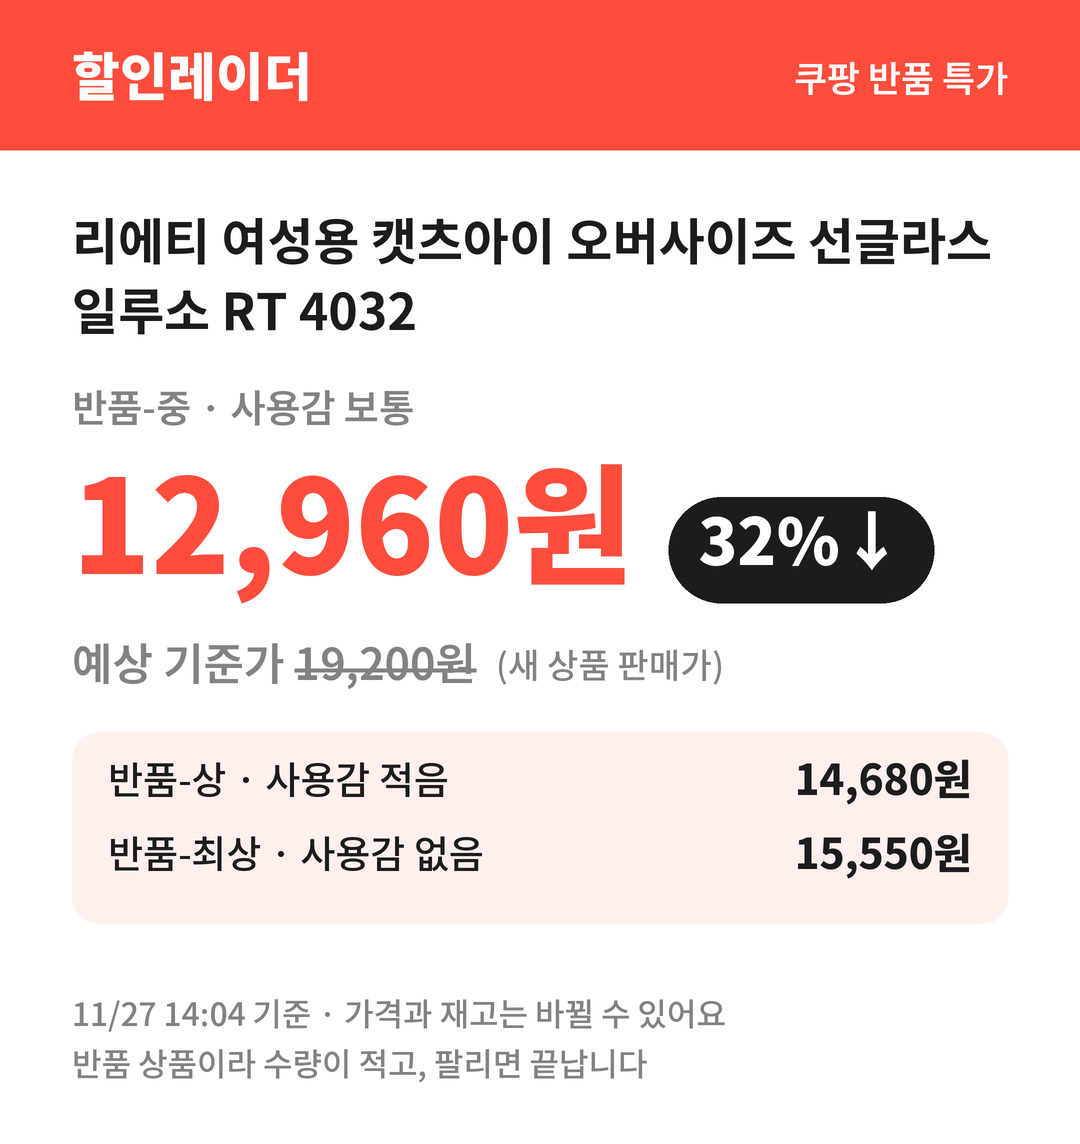 할인레이더
쿠팡 반품 특가
리에티 여성용 캣츠아이 오버사이즈 선글라스
일루소 RT 4032
반품-중 · 사용감 보통
12,960원
32%↓
예상 기준가 19,200원 (새 상품 판매가)
반품-상 · 사용감 적음 14,680원
반품-최상 · 사용감 없음 15,550원
11/27 14:04 기준 · 가격과 재고는 바뀔 수 있어요
반품 상품이라 수량이 적고, 팔리면 끝납니다